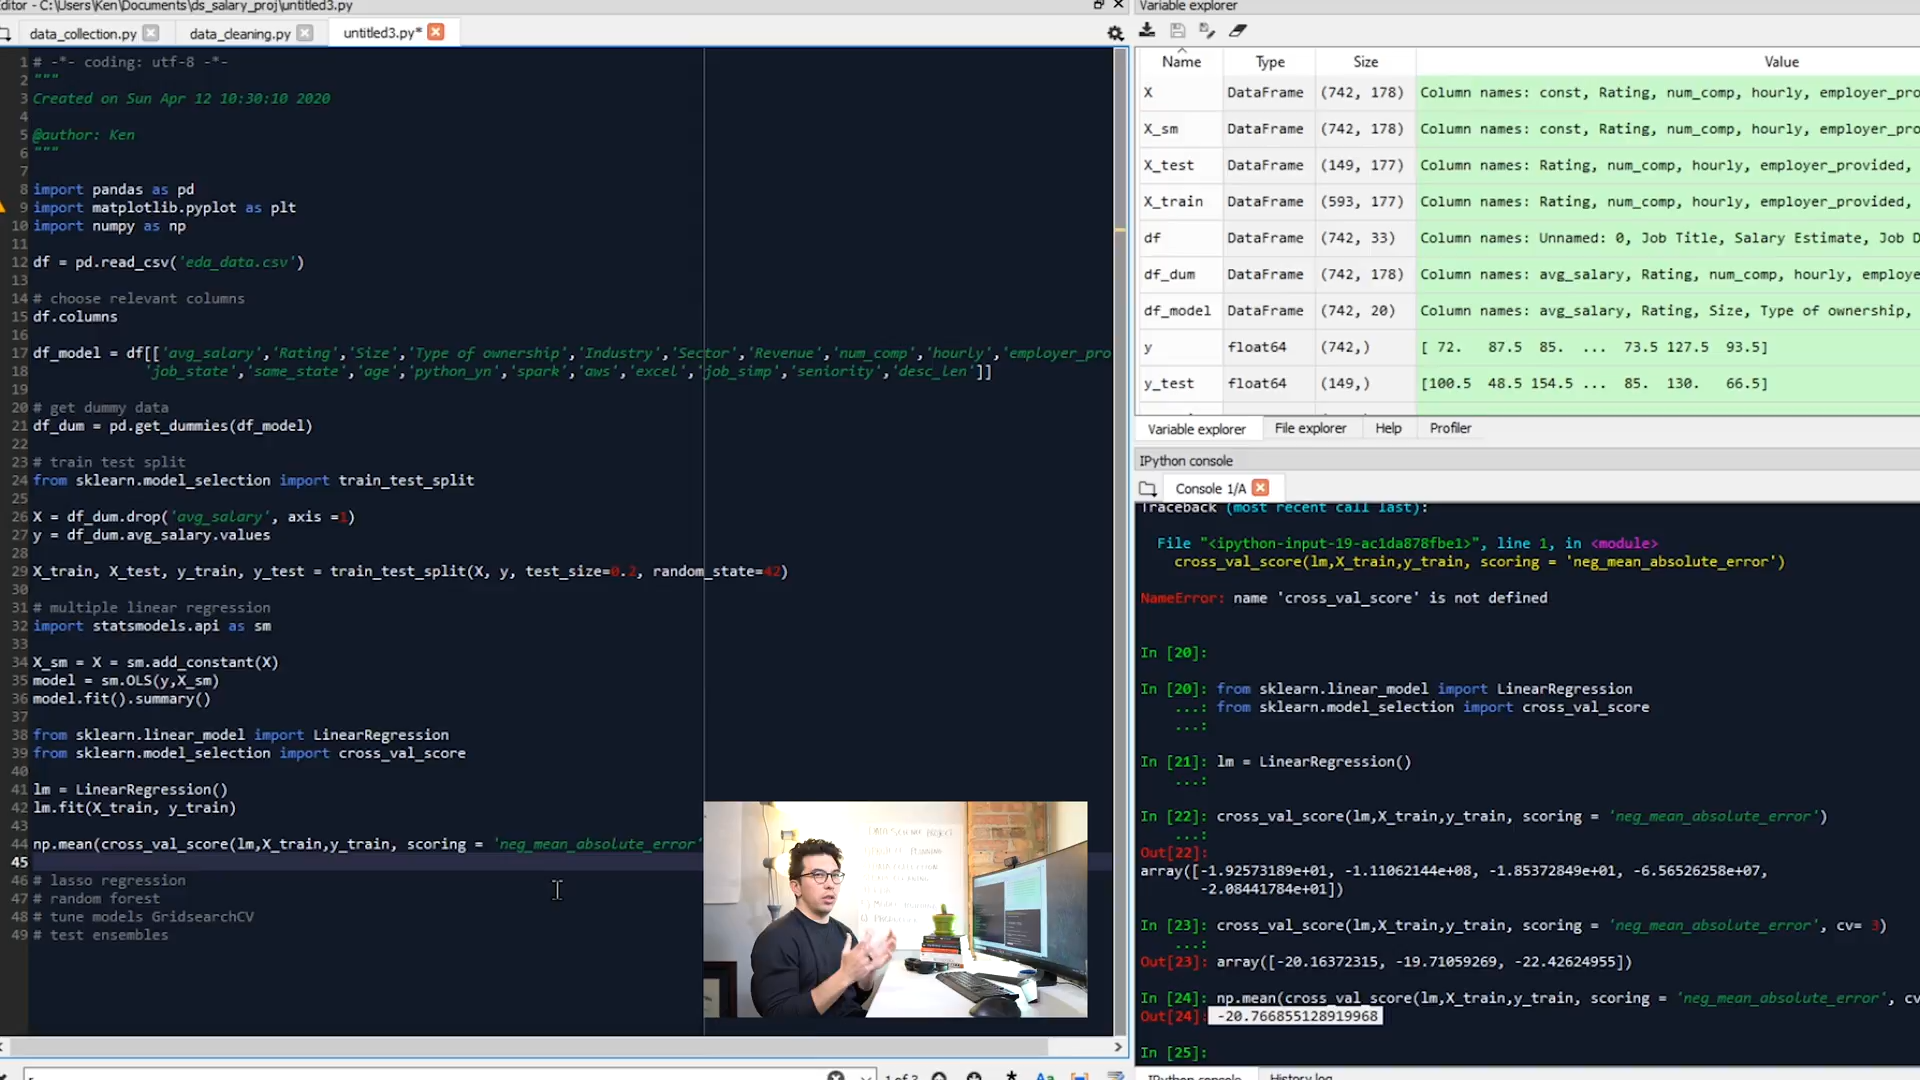 Editor - C:\Users\Ken\Documents\ds_salary_proj\untitled3.py
data_collection.py
data_cleaning.py
untitled3.py*
1 # -*- coding: utf-8 -*-
2 """
3 Created on Sun Apr 12 10:30:10 2020
4
5 @author: Ken
6 """
7
8 import pandas as pd
9 import matplotlib.pyplot as plt
10 import numpy as np
11
12 df = pd.read_csv('eda_data.csv')
13
14 # choose relevant columns
15 df.columns
16
17 df_model = df[['avg_salary','Rating','Size','Type of ownership','Industry','Sector','Revenue','num_comp','hourly','employer_pro
18 'job_state','same_state','age','python_yn','spark','aws','excel','job_simp','seniority','desc_len']]
19
20 # get dummy data
21 df_dum = pd.get_dummies(df_model)
22
23 # train test split
24 from sklearn.model_selection import train_test_split
25
26 X = df_dum.drop('avg_salary', axis =1)
27 y = df_dum.avg_salary.values
28
29 X_train, X_test, y_train, y_test = train_test_split(X, y, test_size=0.2, random_state=42)
30
31 # multiple linear regression
32 import statsmodels.api as sm
33
34 X_sm = X = sm.add_constant(X)
35 model = sm.OLS(y,X_sm)
36 model.fit().summary()
37
38 from sklearn.linear_model import LinearRegression
39 from sklearn.model_selection import cross_val_score
40
41 lm = LinearRegression()
42 lm.fit(X_train, y_train)
43
44 np.mean(cross_val_score(lm,X_train,y_train, scoring = 'neg_mean_absolute_error'
45
46 # lasso regression
47 # random forest
48 # tune models GridsearchCV
49 # test ensembles
1 of 3
Aa
Variable explorer
Name Type Size Value
X DataFrame (742, 178) Column names: const, Rating, num_comp, hourly, employer_pro
X_sm DataFrame (742, 178) Column names: const, Rating, num_comp, hourly, employer_pro
X_test DataFrame (149, 177) Column names: Rating, num_comp, hourly, employer_provided,
X_train DataFrame (593, 177) Column names: Rating, num_comp, hourly, employer_provided,
df DataFrame (742, 33) Column names: Unnamed: 0, Job Title, Salary Estimate, Job D
df_dum DataFrame (742, 178) Column names: avg_salary, Rating, num_comp, hourly, employe
df_model DataFrame (742, 20) Column names: avg_salary, Rating, Size, Type of ownership,
y float64 (742,) [ 72. 87.5 85. ... 73.5 127.5 93.5]
y_test float64 (149,) [100.5 48.5 154.5 ... 85. 130. 66.5]
Variable explorer File explorer Help Profiler
IPython console
Console 1/A
Traceback (most recent call last):
File "<ipython-input-19-ac1da878fbe1>", line 1, in <module>
cross_val_score(lm,X_train,y_train, scoring = 'neg_mean_absolute_error')
NameError: name 'cross_val_score' is not defined
In [20]:
In [20]: from sklearn.linear_model import LinearRegression
...: from sklearn.model_selection import cross_val_score
...:
In [21]: lm = LinearRegression()
...:
In [22]: cross_val_score(lm,X_train,y_train, scoring = 'neg_mean_absolute_error')
...:
Out[22]:
array([-1.92573189e+01, -1.11062144e+08, -1.85372849e+01, -6.56526258e+07,
-2.08441784e+01])
In [23]: cross_val_score(lm,X_train,y_train, scoring = 'neg_mean_absolute_error', cv= 3)
...:
Out[23]: array([-20.16372315, -19.71059269, -22.42624955])
In [24]: np.mean(cross_val_score(lm,X_train,y_train, scoring = 'neg_mean_absolute_error', cv
Out[24]: -20.766855128919968
In [25]:
IPython console History log
DATA SCIENCE PROJECT